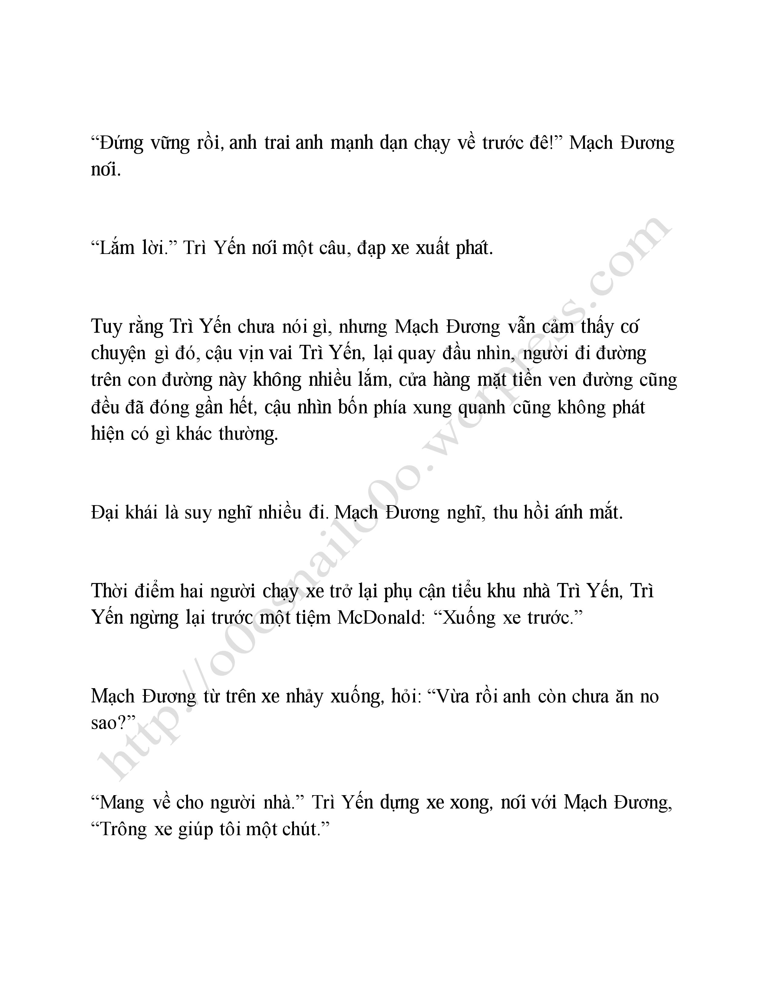 “Đứng vững rồi, anh trai anh mạnh dạn chạy về trước đê!” Mạch Đương
nói.
“Lắm lời.” Trì Yến nói một câu, đạp xe xuất phát.
Tuy rằng Trì Yến chưa nói gì, nhưng Mạch Đương vẫn cảm thấy có
chuyện gì đó, cậu vịn vai Trì Yến, lại quay đầu nhìn, người đi đường
trên con đường này không nhiều lắm, cửa hàng mặt tiền ven đường cũng
đều đã đóng gần hết, cậu nhìn bốn phía xung quanh cũng không phát
hiện có gì khác thường.
Đại khái là suy nghĩ nhiều đi. Mạch Đương nghĩ, thu hồi ánh mắt.
Thời điểm hai người chạy xe trở lại phụ cận tiểu khu nhà Trì Yến, Trì
Yến ngừng lại trước một tiệm McDonald: “Xuống xe trước.”
Mạch Đương từ trên xe nhảy xuống, hỏi: “Vừa rồi anh còn chưa ăn no
sao?”
“Mang về cho người nhà.” Trì Yến dựng xe xong, nói với Mạch Đương,
“Trông xe giúp tôi một chút.”
http://o0osnailo0o.worpress.com